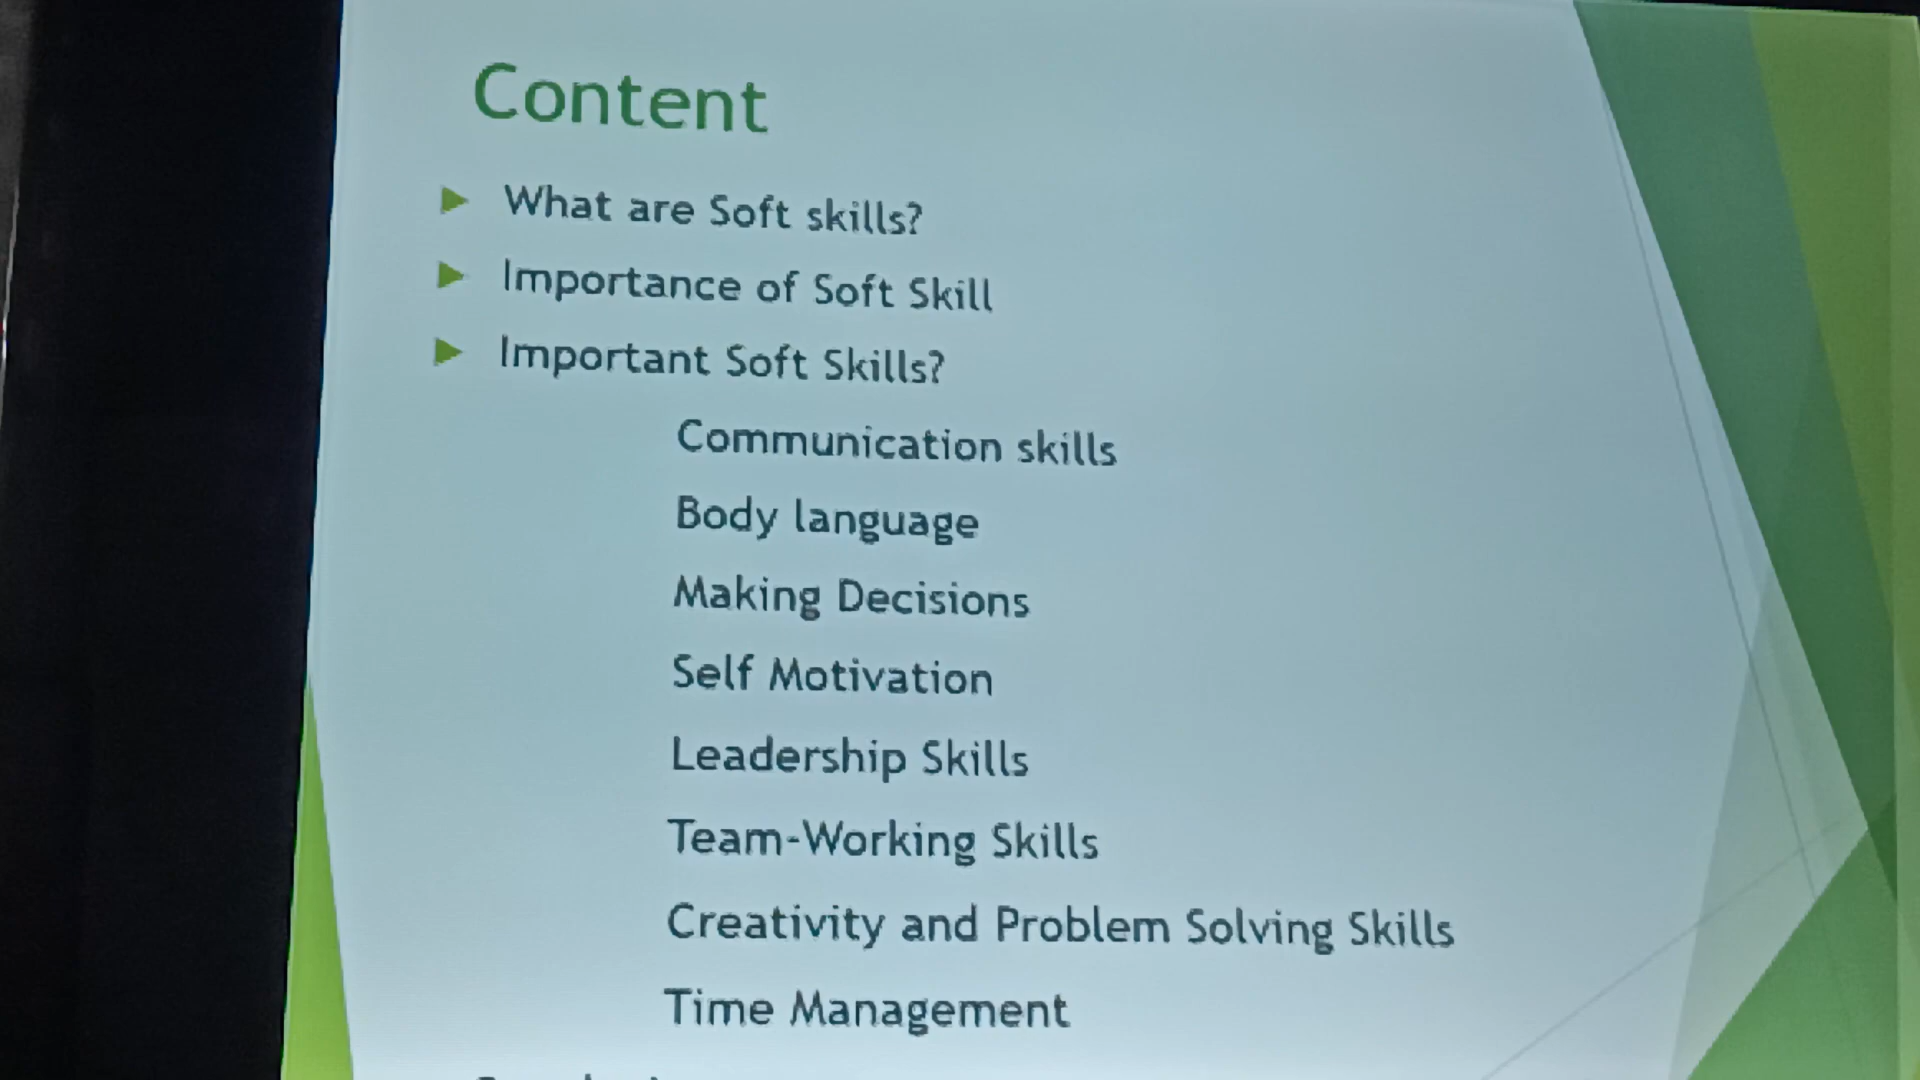 Content
What are Soft skills?
Importance of Soft Skill
Important Soft Skills?
Communication skills
Body language
Making Decisions
Self Motivation
Leadership Skills
Team-Working Skills
Creativity and Problem Solving Skills
Time Management